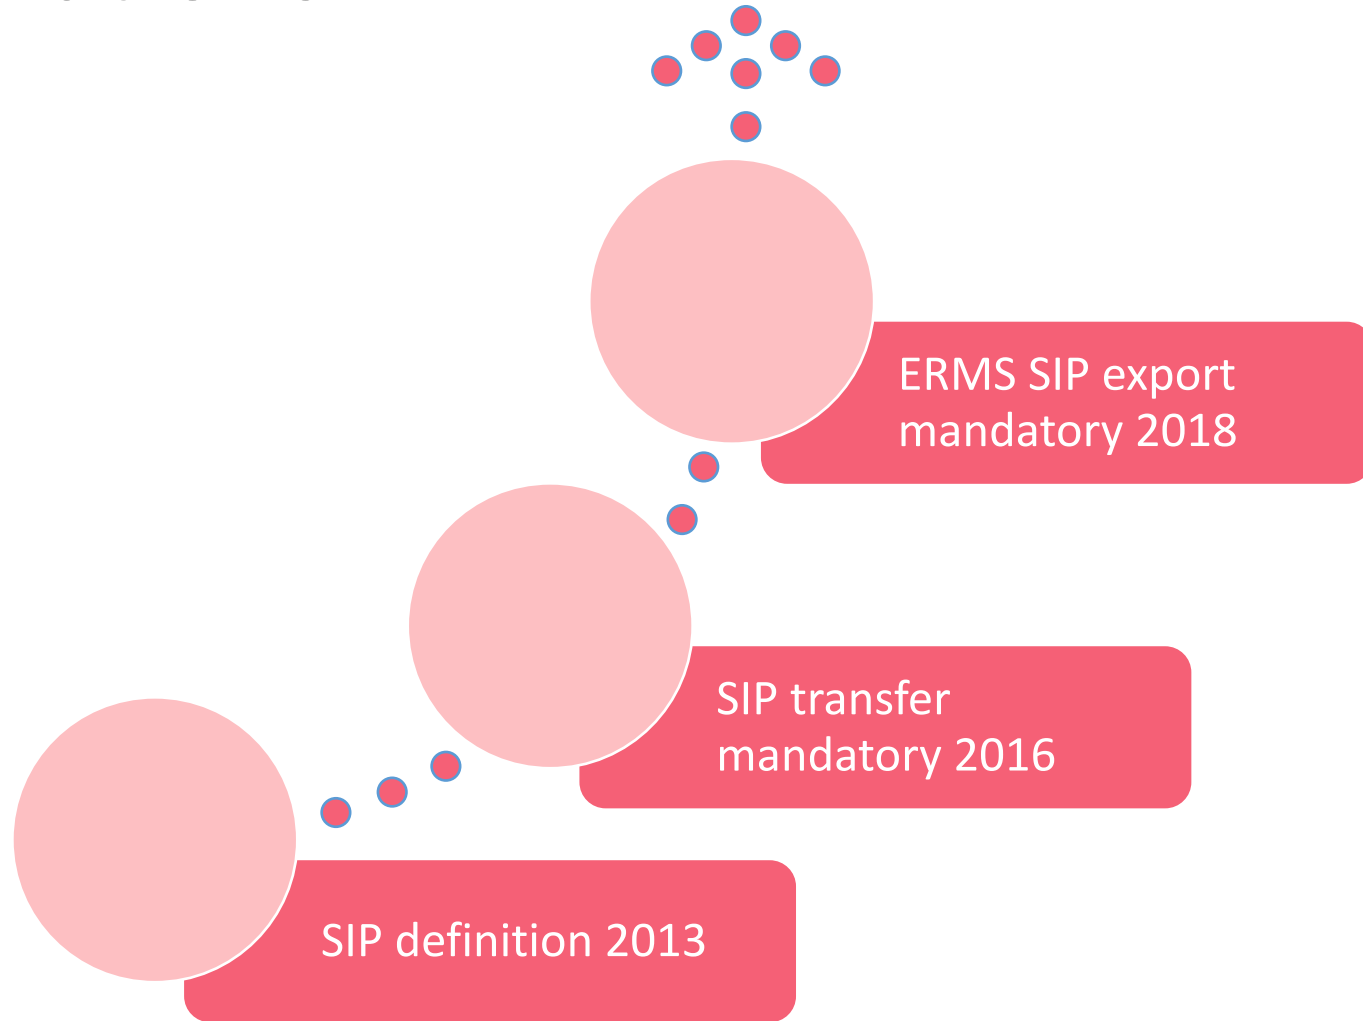 ERMS SIP export
mandatory 2018
SIP transfer
mandatory 2016
SIP definition 2013